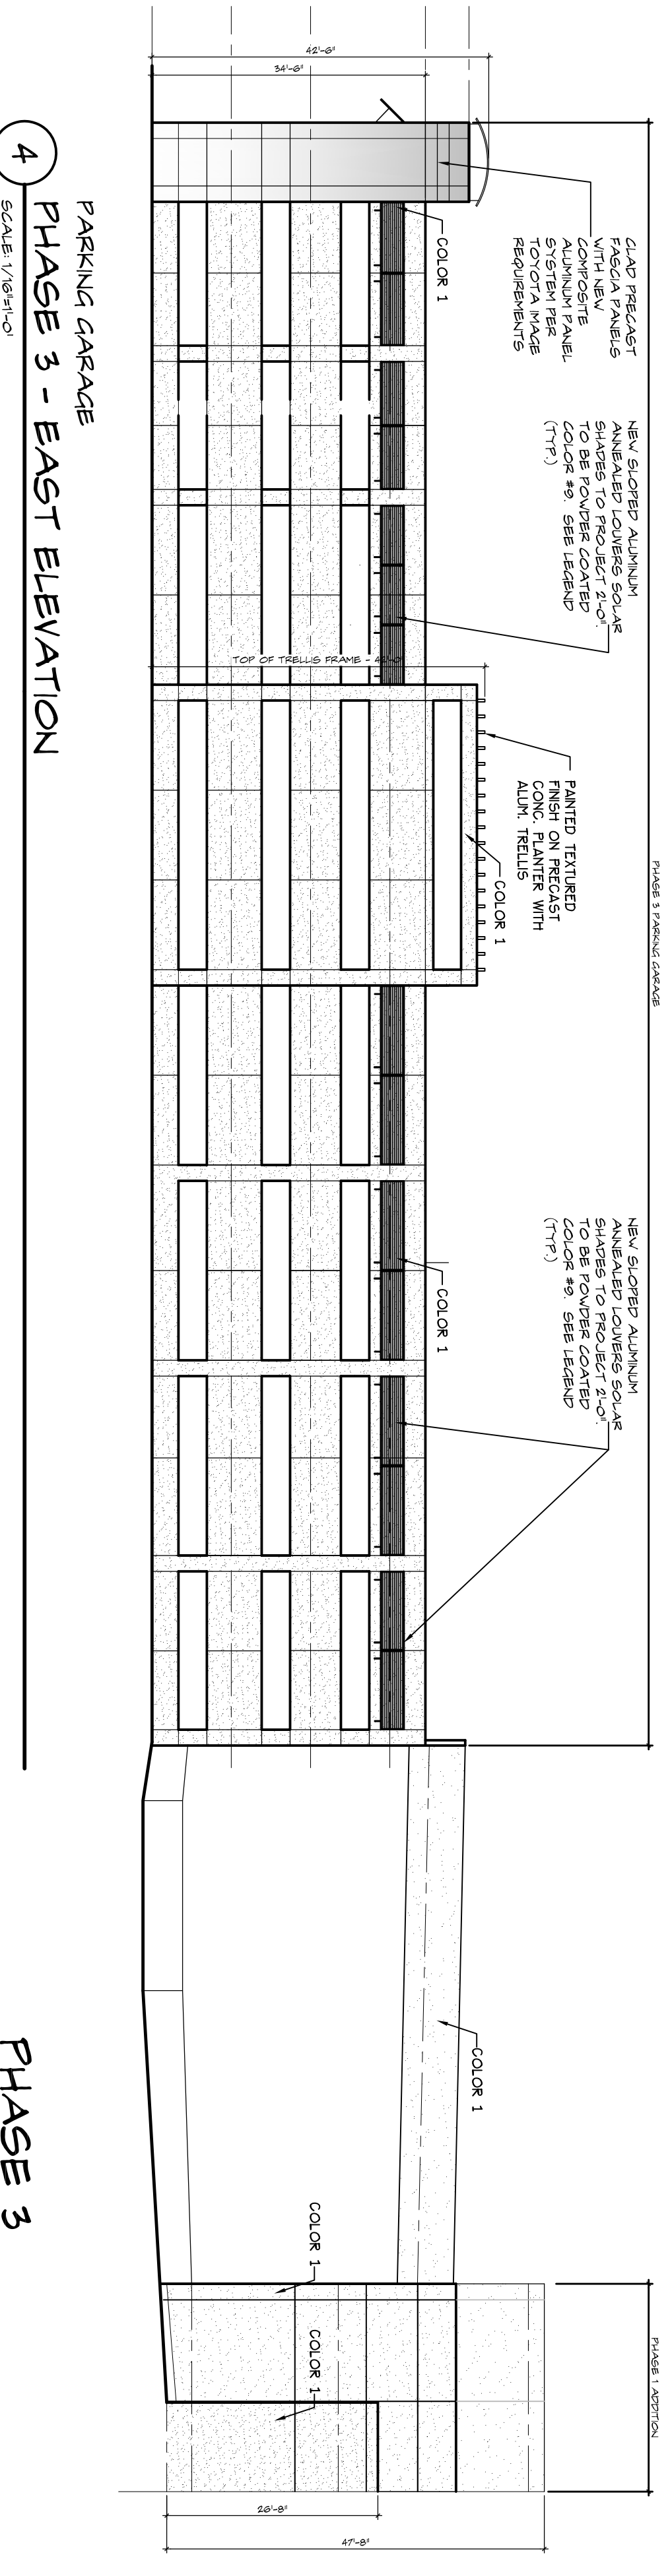 PHASE 3 PARKING GARAGE
PHASE 1 ADDITION
CLAD PRECAST
FASCIA PANELS
WITH NEW
COMPOSITE
ALUMINUM PANEL
SYSTEM PER
TOYOTA IMAGE
REQUIREMENTS
NEW SLOPED ALUMINUM
ANNEALED LOUVERS SOLAR
SHADES TO PROJECT 2'-0".
TO BE POWDER COATED
COLOR #9. SEE LEGEND
(TYP.)
NEW SLOPED ALUMINUM
ANNEALED LOUVERS SOLAR
SHADES TO PROJECT 2'-0".
TO BE POWDER COATED
COLOR #9. SEE LEGEND
(TYP.)
PAINTED TEXTURED
FINISH ON PRECAST
CONC. PLANTER WITH
ALUM. TRELLIS
COLOR 1
COLOR 1
COLOR 1
COLOR 1
COLOR 1
COLOR 1
42'-6"
34'-6"
TOP OF TRELLIS FRAME -
26'-8"
47'-8"
PARKING GARAGE
4
PHASE 3 - EAST ELEVATION
SCALE: 1/16"=1'-0"
PHASE 3